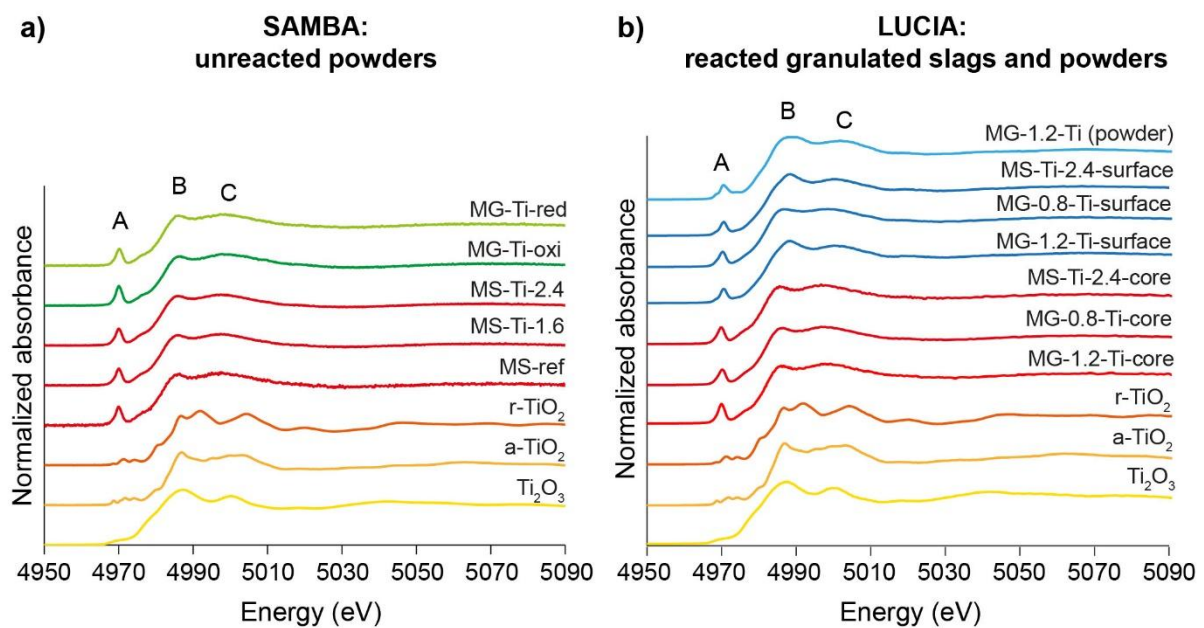 a)
SAMBA:
unreacted powders
A
B
C
MG-Ti-red
MG-Ti-oxi
MS-Ti-2.4
MS-Ti-1.6
MS-ref
r-TiO₂
a-TiO₂
Ti₂O₃
Normalized absorbance
4950 4970 4990 5010 5030 5050 5070 5090
Energy (eV)
b)
LUCIA:
reacted granulated slags and powders
A
B
C
MG-1.2-Ti (powder)
MS-Ti-2.4-surface
MG-0.8-Ti-surface
MG-1.2-Ti-surface
MS-Ti-2.4-core
MG-0.8-Ti-core
MG-1.2-Ti-core
r-TiO₂
a-TiO₂
Ti₂O₃
Normalized absorbance
4950 4970 4990 5010 5030 5050 5070 5090
Energy (eV)